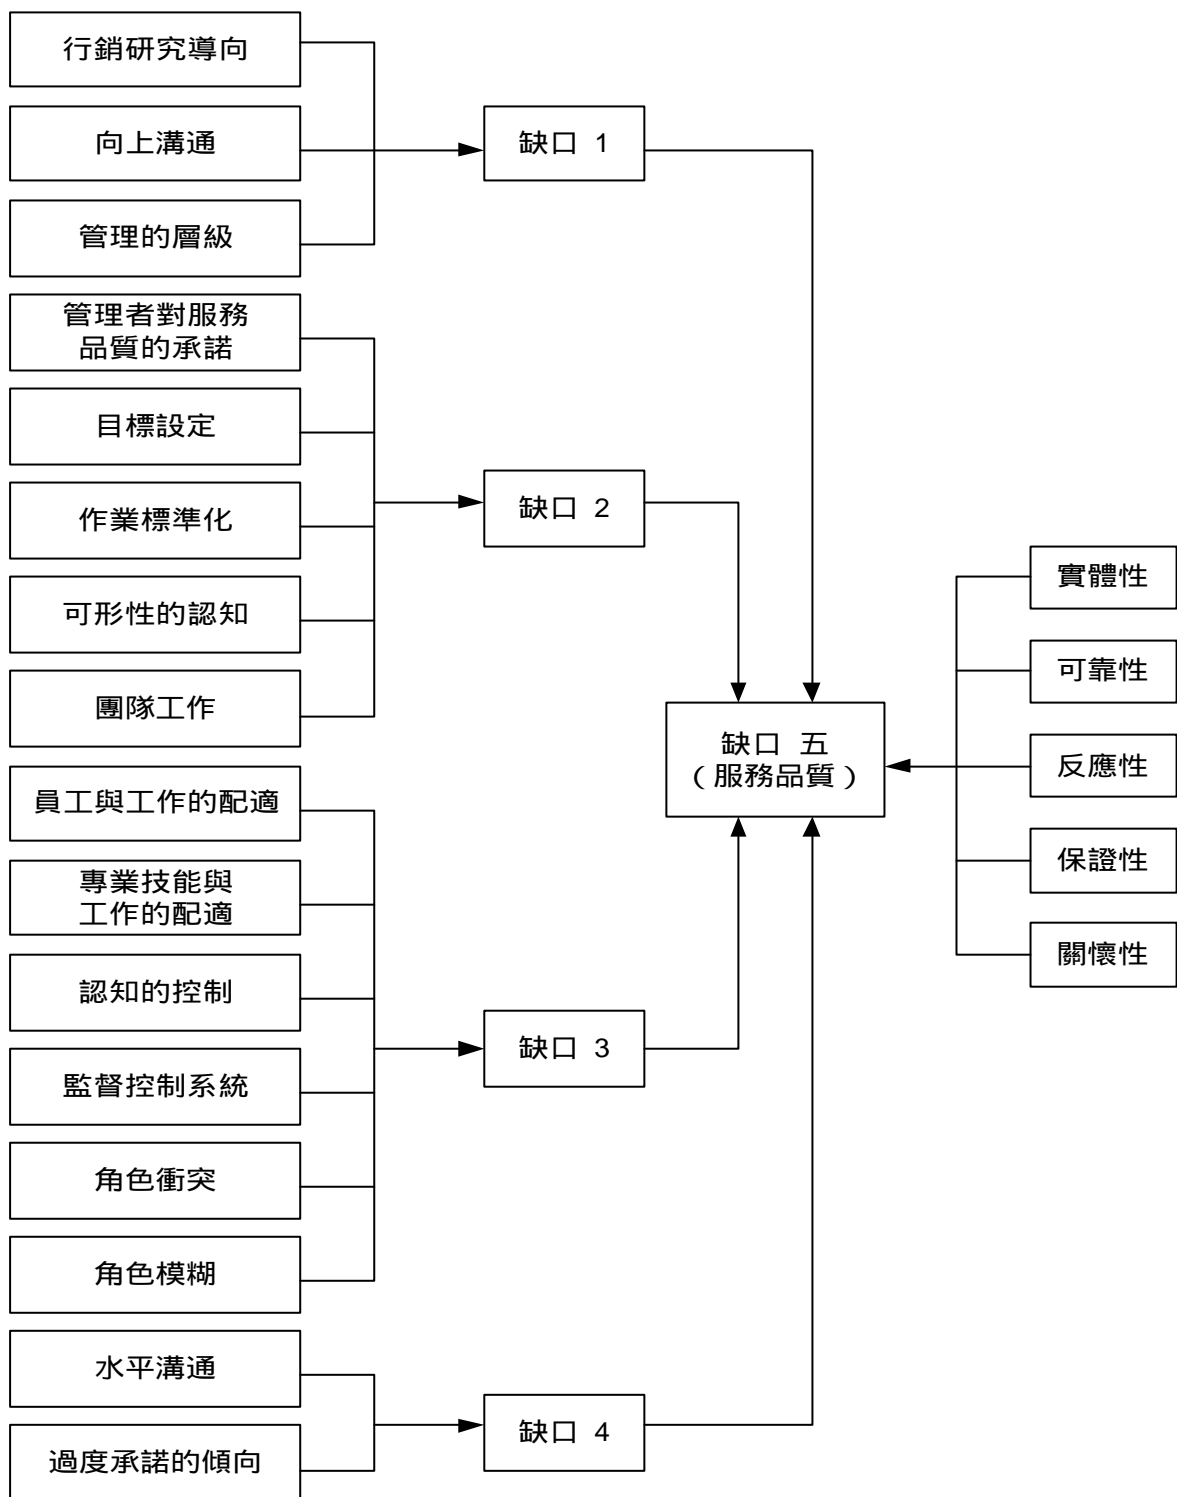 行銷研究導向
向上溝通
管理的層級
缺口 1
管理者對服務
品質的承諾
目標設定
作業標準化
可形性的認知
團隊工作
缺口 2
員工與工作的配適
專業技能與
工作的配適
認知的控制
監督控制系統
角色衝突
角色模糊
缺口 3
水平溝通
過度承諾的傾向
缺口 4
缺口 五
（服務品質）
實體性
可靠性
反應性
保證性
關懷性